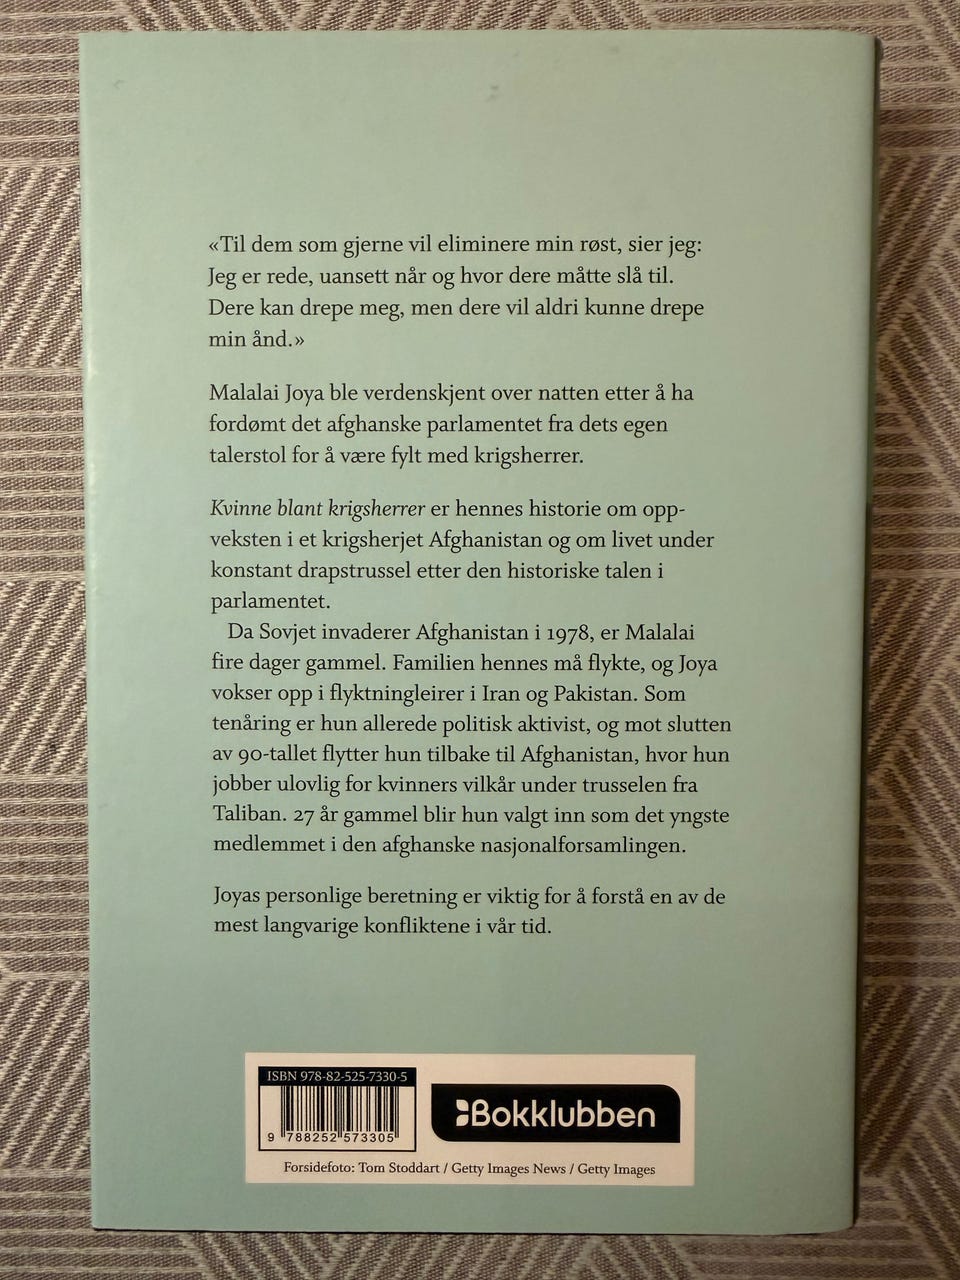 «Til dem som gjerne vil eliminere min røst, sier jeg:
Jeg er rede, uansett når og hvor dere måtte slå til.
Dere kan drepe meg, men dere vil aldri kunne drepe
min ånd.»
Malalai Joya ble verdenskjent over natten etter å ha
fordømt det afghanske parlamentet fra dets egen
talerstol for å være fylt med krigsherrer.
Kvinne blant krigsherrer er hennes historie om opp-
veksten i et krigsherjet Afghanistan og om livet under
konstant drapstrussel etter den historiske talen i
parlamentet.
Da Sovjet invaderer Afghanistan i 1978, er Malalai
fire dager gammel. Familien hennes må flykte, og Joya
vokser opp i flyktningleirer i Iran og Pakistan. Som
tenåring er hun allerede politisk aktivist, og mot slutten
av 90-tallet flytter hun tilbake til Afghanistan, hvor hun
jobber ulovlig for kvinners vilkår under trusselen fra
Taliban. 27 år gammel blir hun valgt inn som det yngste
medlemmet i den afghanske nasjonalforsamlingen.
Joyas personlige beretning er viktig for å forstå en av de
mest langvarige konfliktene i vår tid.
ISBN 978-82-525-7330-5
9 788252 573305
Bokklubben
Forsidefoto: Tom Stoddart / Getty Images News / Getty Images